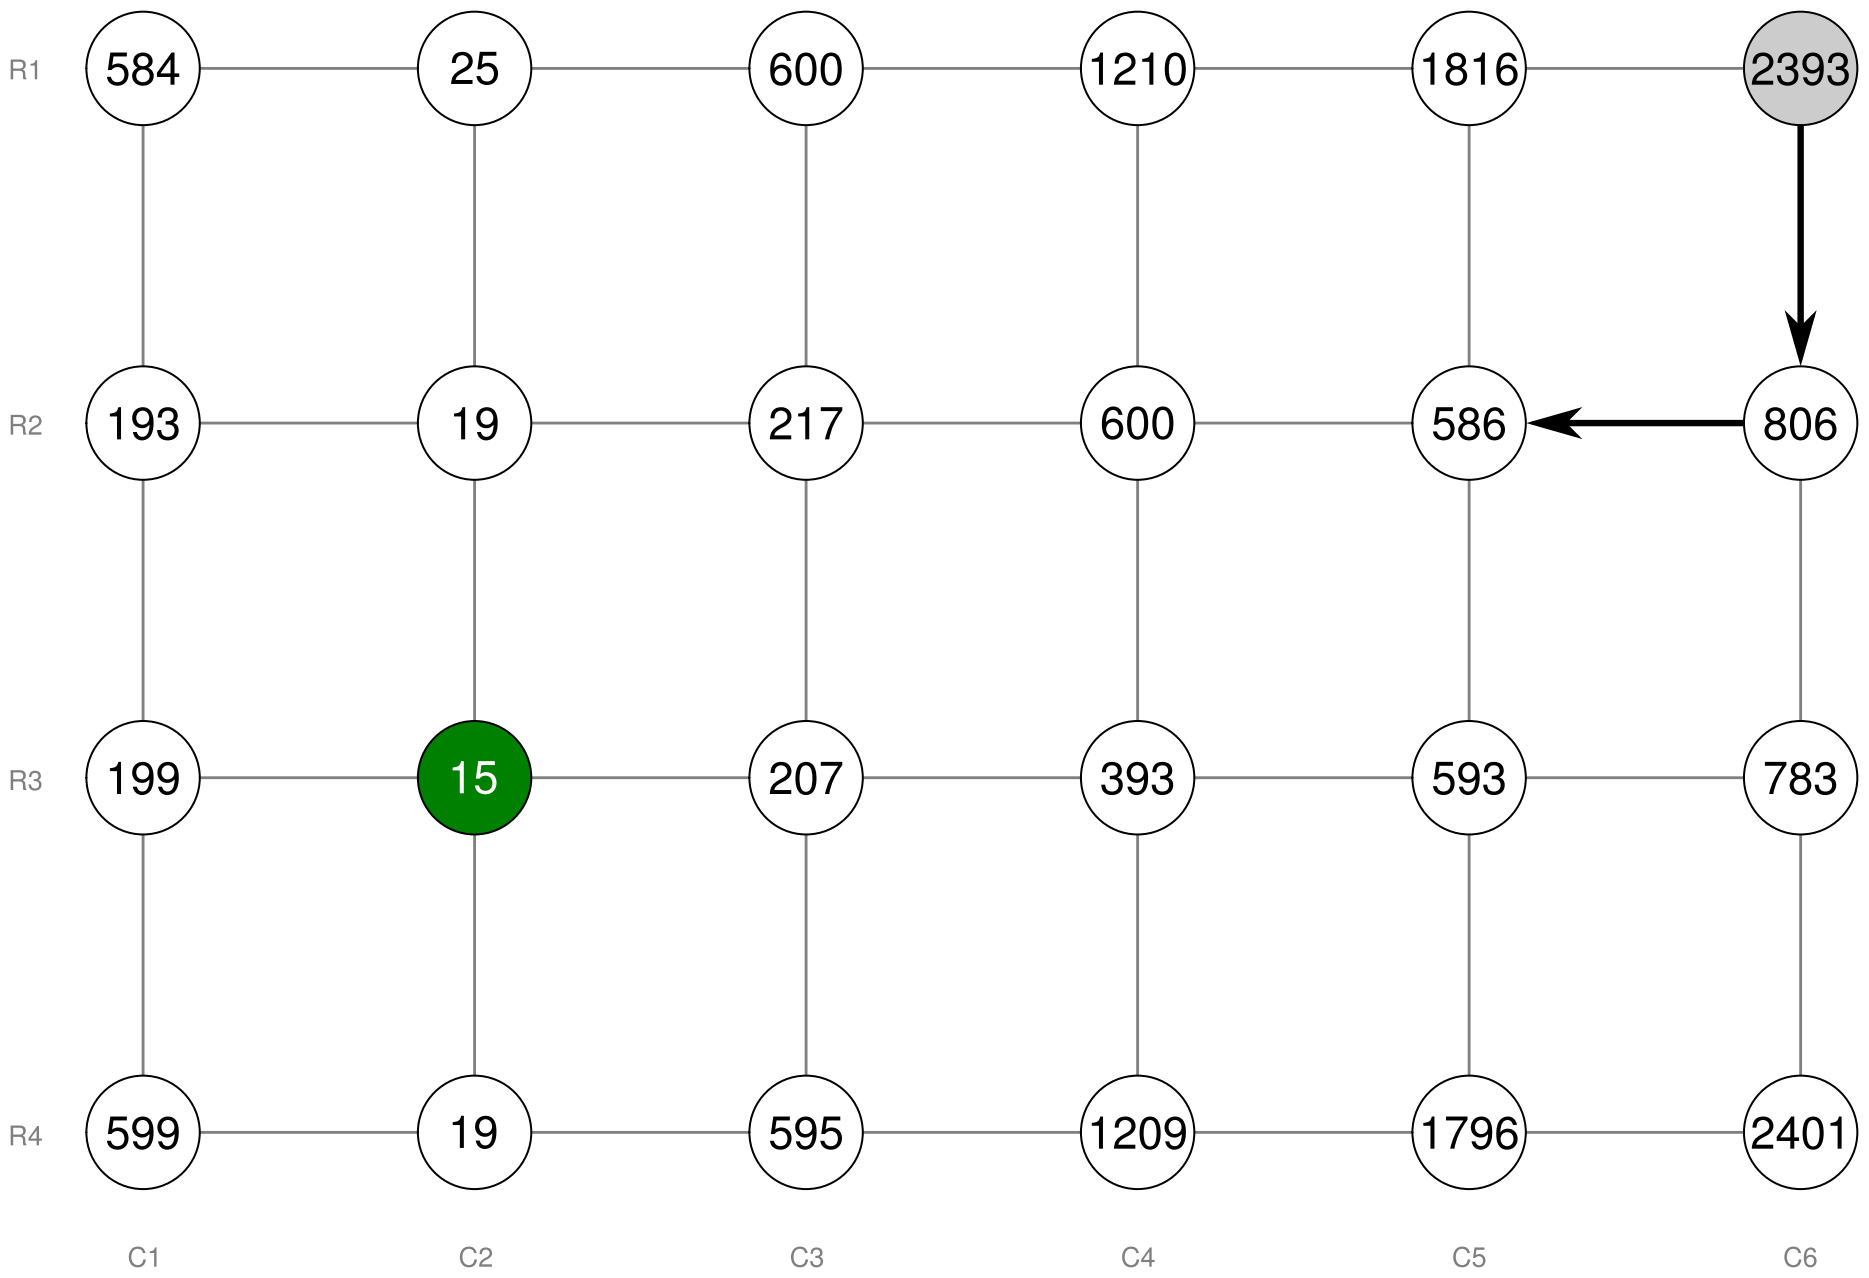 R1 584 25 600 1210 1816 2393
R2 193 19 217 600 586 806
R3 199 15 207 393 593 783
R4 599 19 595 1209 1796 2401
C1 C2 C3 C4 C5 C6